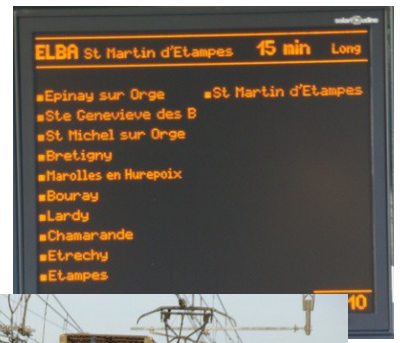 ELBA St Martin d'Etampes 15 min Long
Epinay sur Orge St Martin d'Etampes
Ste Genevieve des B
St Michel sur Orge
Bretigny
Marolles en Hurepoix
Bouray
Lardy
Chamarande
Etrechy
Etampes